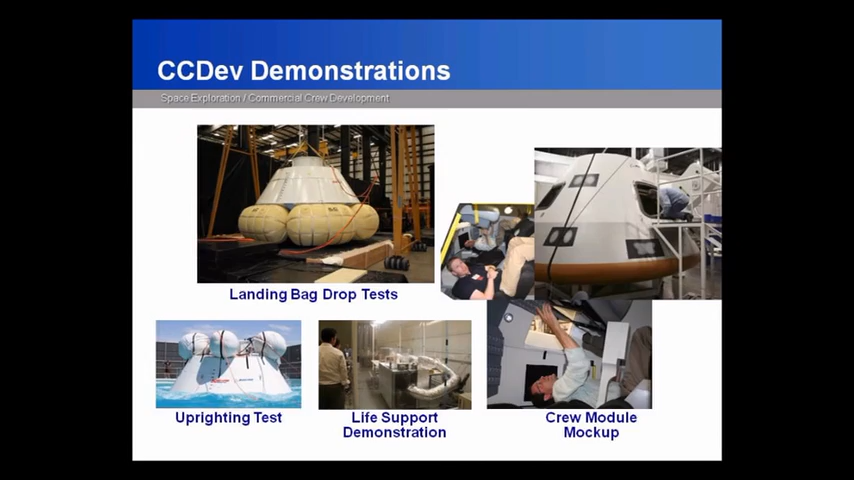 CCDev Demonstrations
Space Exploration / Commercial Crew Development
Landing Bag Drop Tests
Uprighting Test
Life Support
Demonstration
Crew Module
Mockup